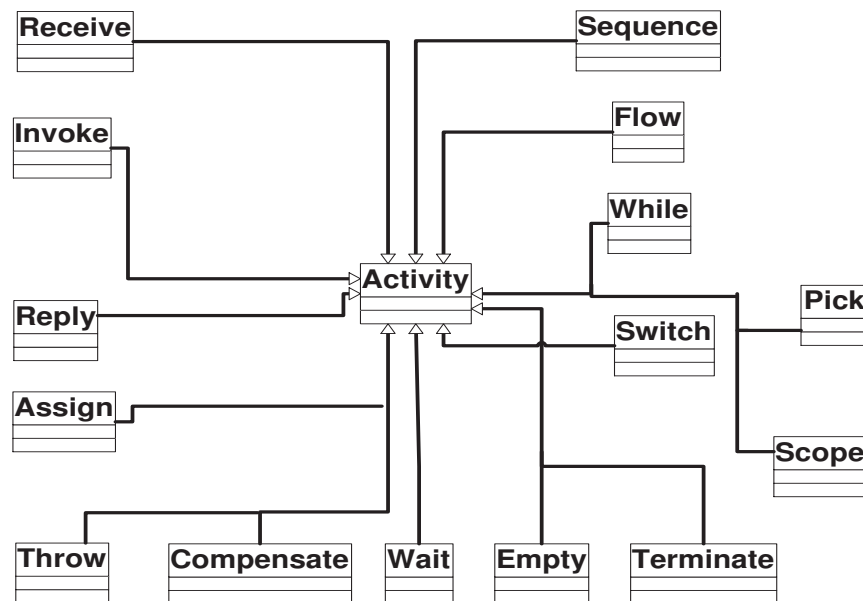 Receive
Sequence
Invoke
Flow
While
Activity
Reply
Pick
Switch
Assign
Scope
Throw
Compensate
Wait
Empty
Terminate